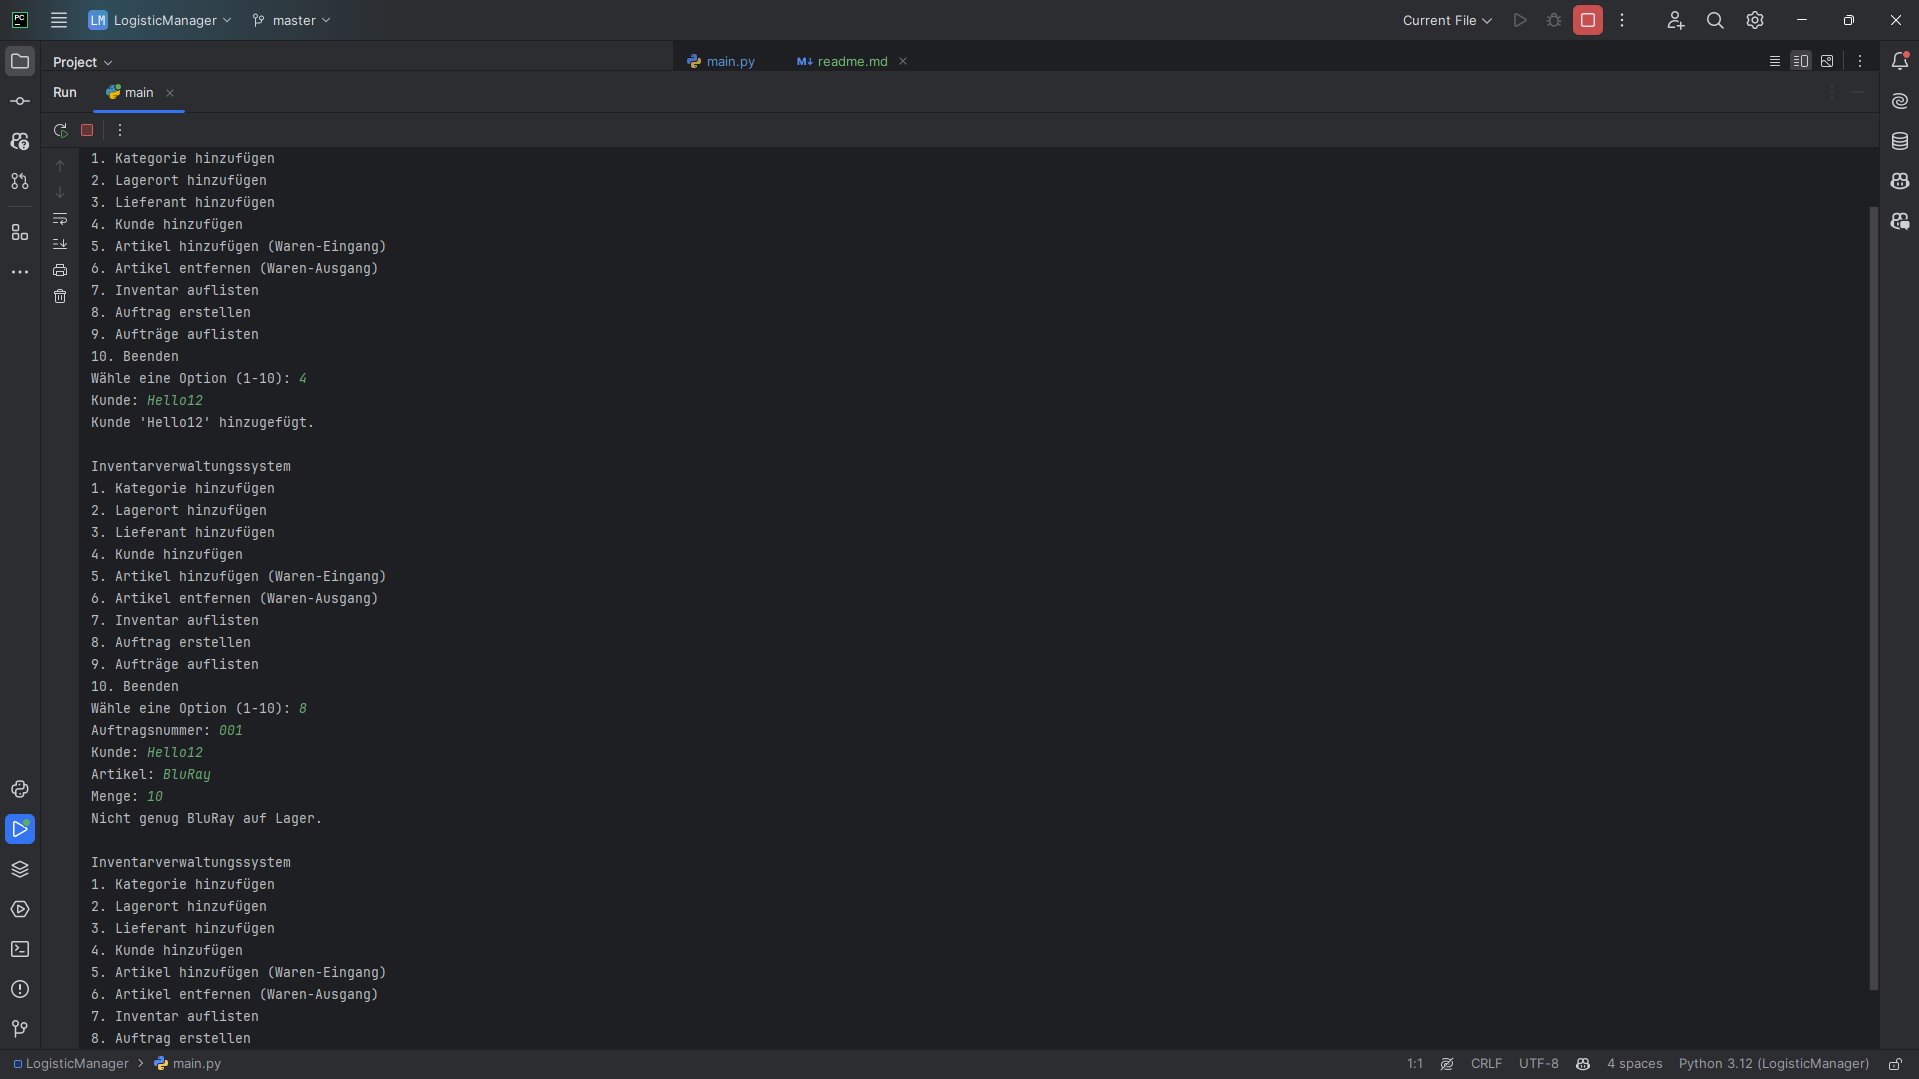 PC
LM LogisticManager
master
Current File
Project
main.py
M↓ readme.md
Run
main
1. Kategorie hinzufügen
2. Lagerort hinzufügen
3. Lieferant hinzufügen
4. Kunde hinzufügen
5. Artikel hinzufügen (Waren-Eingang)
6. Artikel entfernen (Waren-Ausgang)
7. Inventar auflisten
8. Auftrag erstellen
9. Aufträge auflisten
10. Beenden
Wähle eine Option (1-10): 4
Kunde: Hello12
Kunde 'Hello12' hinzugefügt.
Inventarverwaltungssystem
1. Kategorie hinzufügen
2. Lagerort hinzufügen
3. Lieferant hinzufügen
4. Kunde hinzufügen
5. Artikel hinzufügen (Waren-Eingang)
6. Artikel entfernen (Waren-Ausgang)
7. Inventar auflisten
8. Auftrag erstellen
9. Aufträge auflisten
10. Beenden
Wähle eine Option (1-10): 8
Auftragsnummer: 001
Kunde: Hello12
Artikel: BluRay
Menge: 10
Nicht genug BluRay auf Lager.
Inventarverwaltungssystem
1. Kategorie hinzufügen
2. Lagerort hinzufügen
3. Lieferant hinzufügen
4. Kunde hinzufügen
5. Artikel hinzufügen (Waren-Eingang)
6. Artikel entfernen (Waren-Ausgang)
7. Inventar auflisten
8. Auftrag erstellen
LogisticManager > main.py
1:1
CRLF
UTF-8
4 spaces
Python 3.12 (LogisticManager)